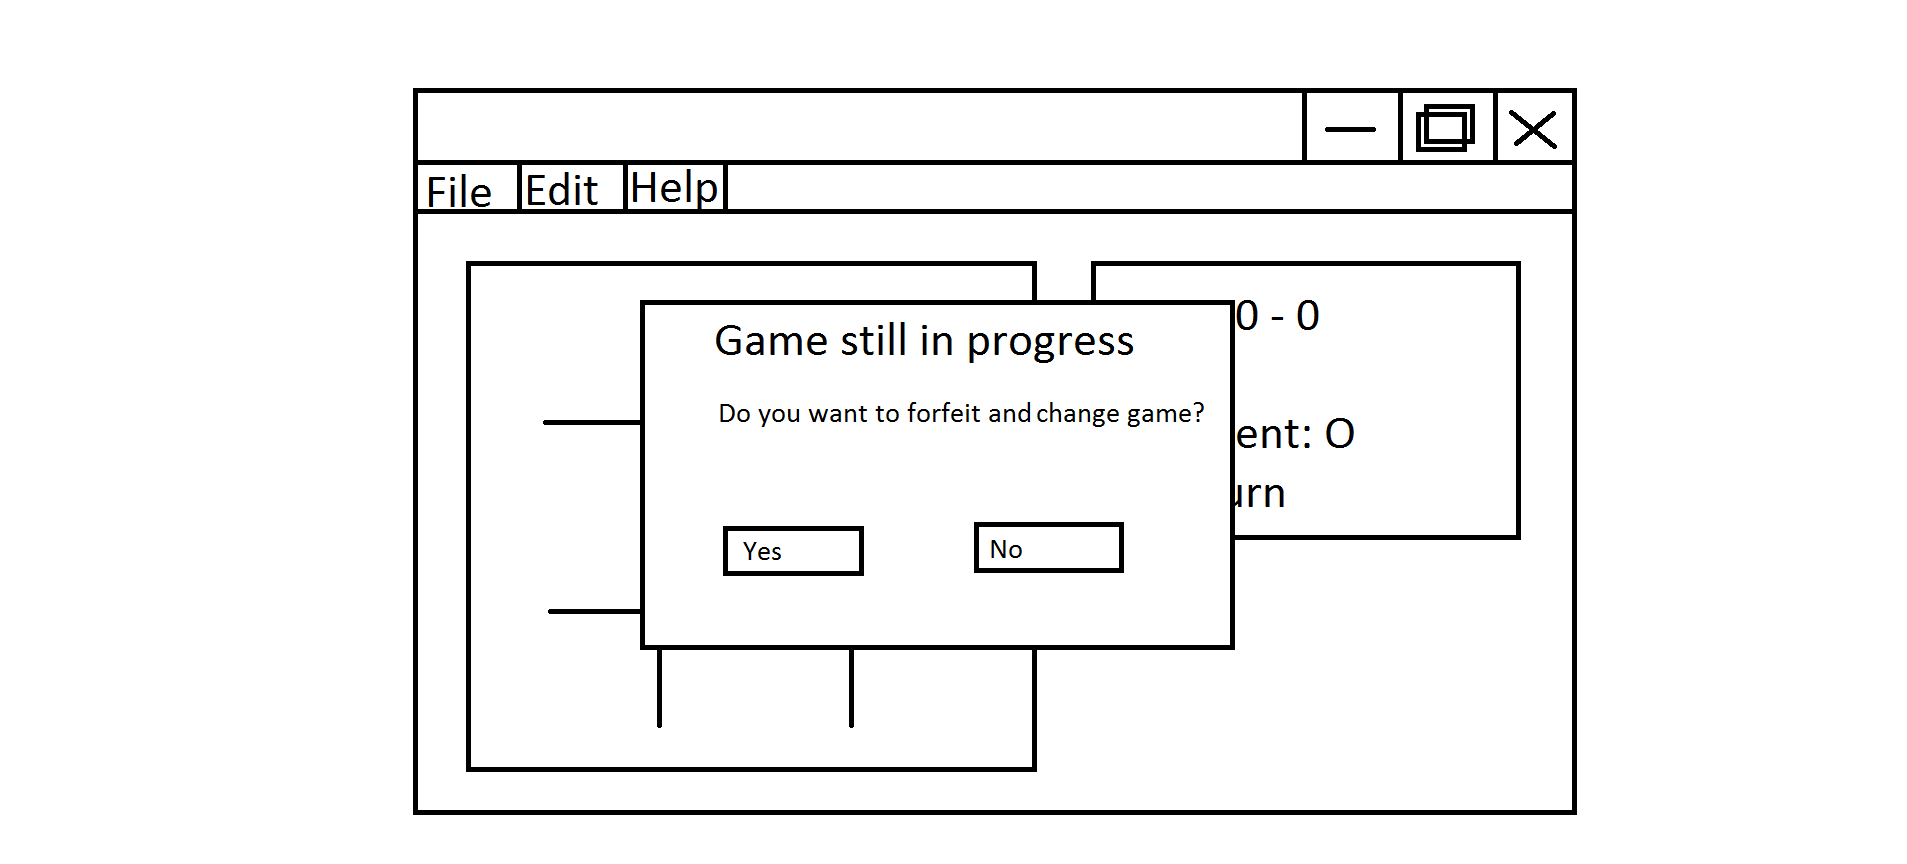 File Edit Help
0 - 0
Game still in progress
Do you want to forfeit and change game?
ent: O
urn
Yes No